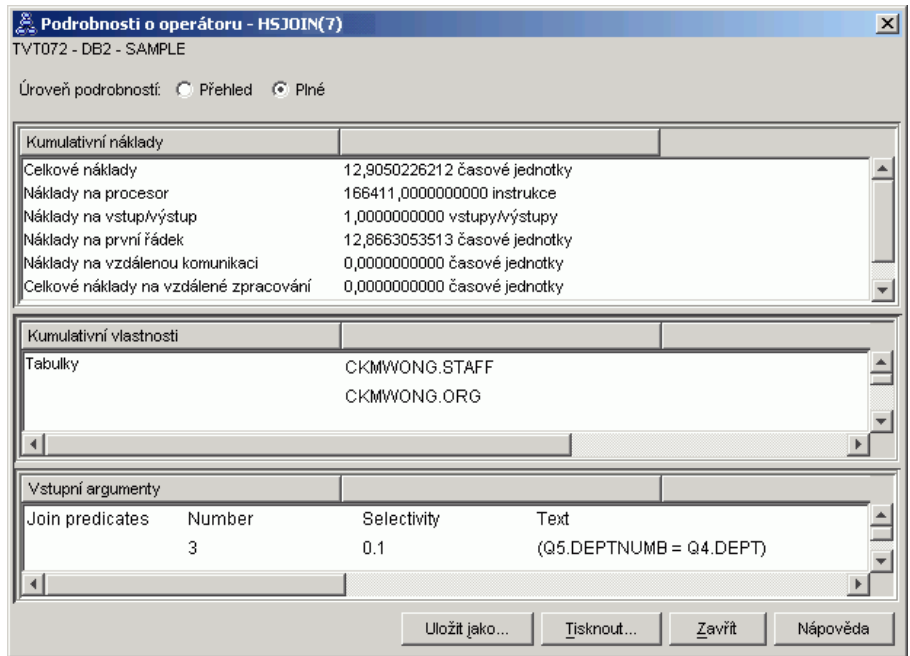 Podrobnosti o operátoru - HSJOIN(7)
TVT072 - DB2 - SAMPLE
Úroveň podrobností: Přehled Plné
Kumulativní náklady
Celkové náklady 12,9050226212 časové jednotky
Náklady na procesor 166411,0000000000 instrukce
Náklady na vstup/výstup 1,0000000000 vstupy/výstupy
Náklady na první řádek 12,8663053513 časové jednotky
Náklady na vzdálenou komunikaci 0,0000000000 časové jednotky
Celkové náklady na vzdálené zpracování 0,0000000000 časové jednotky
Kumulativní vlastnosti
Tabulky CKMWONG.STAFF
CKMWONG.ORG
Vstupní argumenty
Join predicates Number Selectivity Text
3 0.1 (Q5.DEPTNUMB = Q4.DEPT)
Uložit jako... Tisknout... Zavřít Nápověda